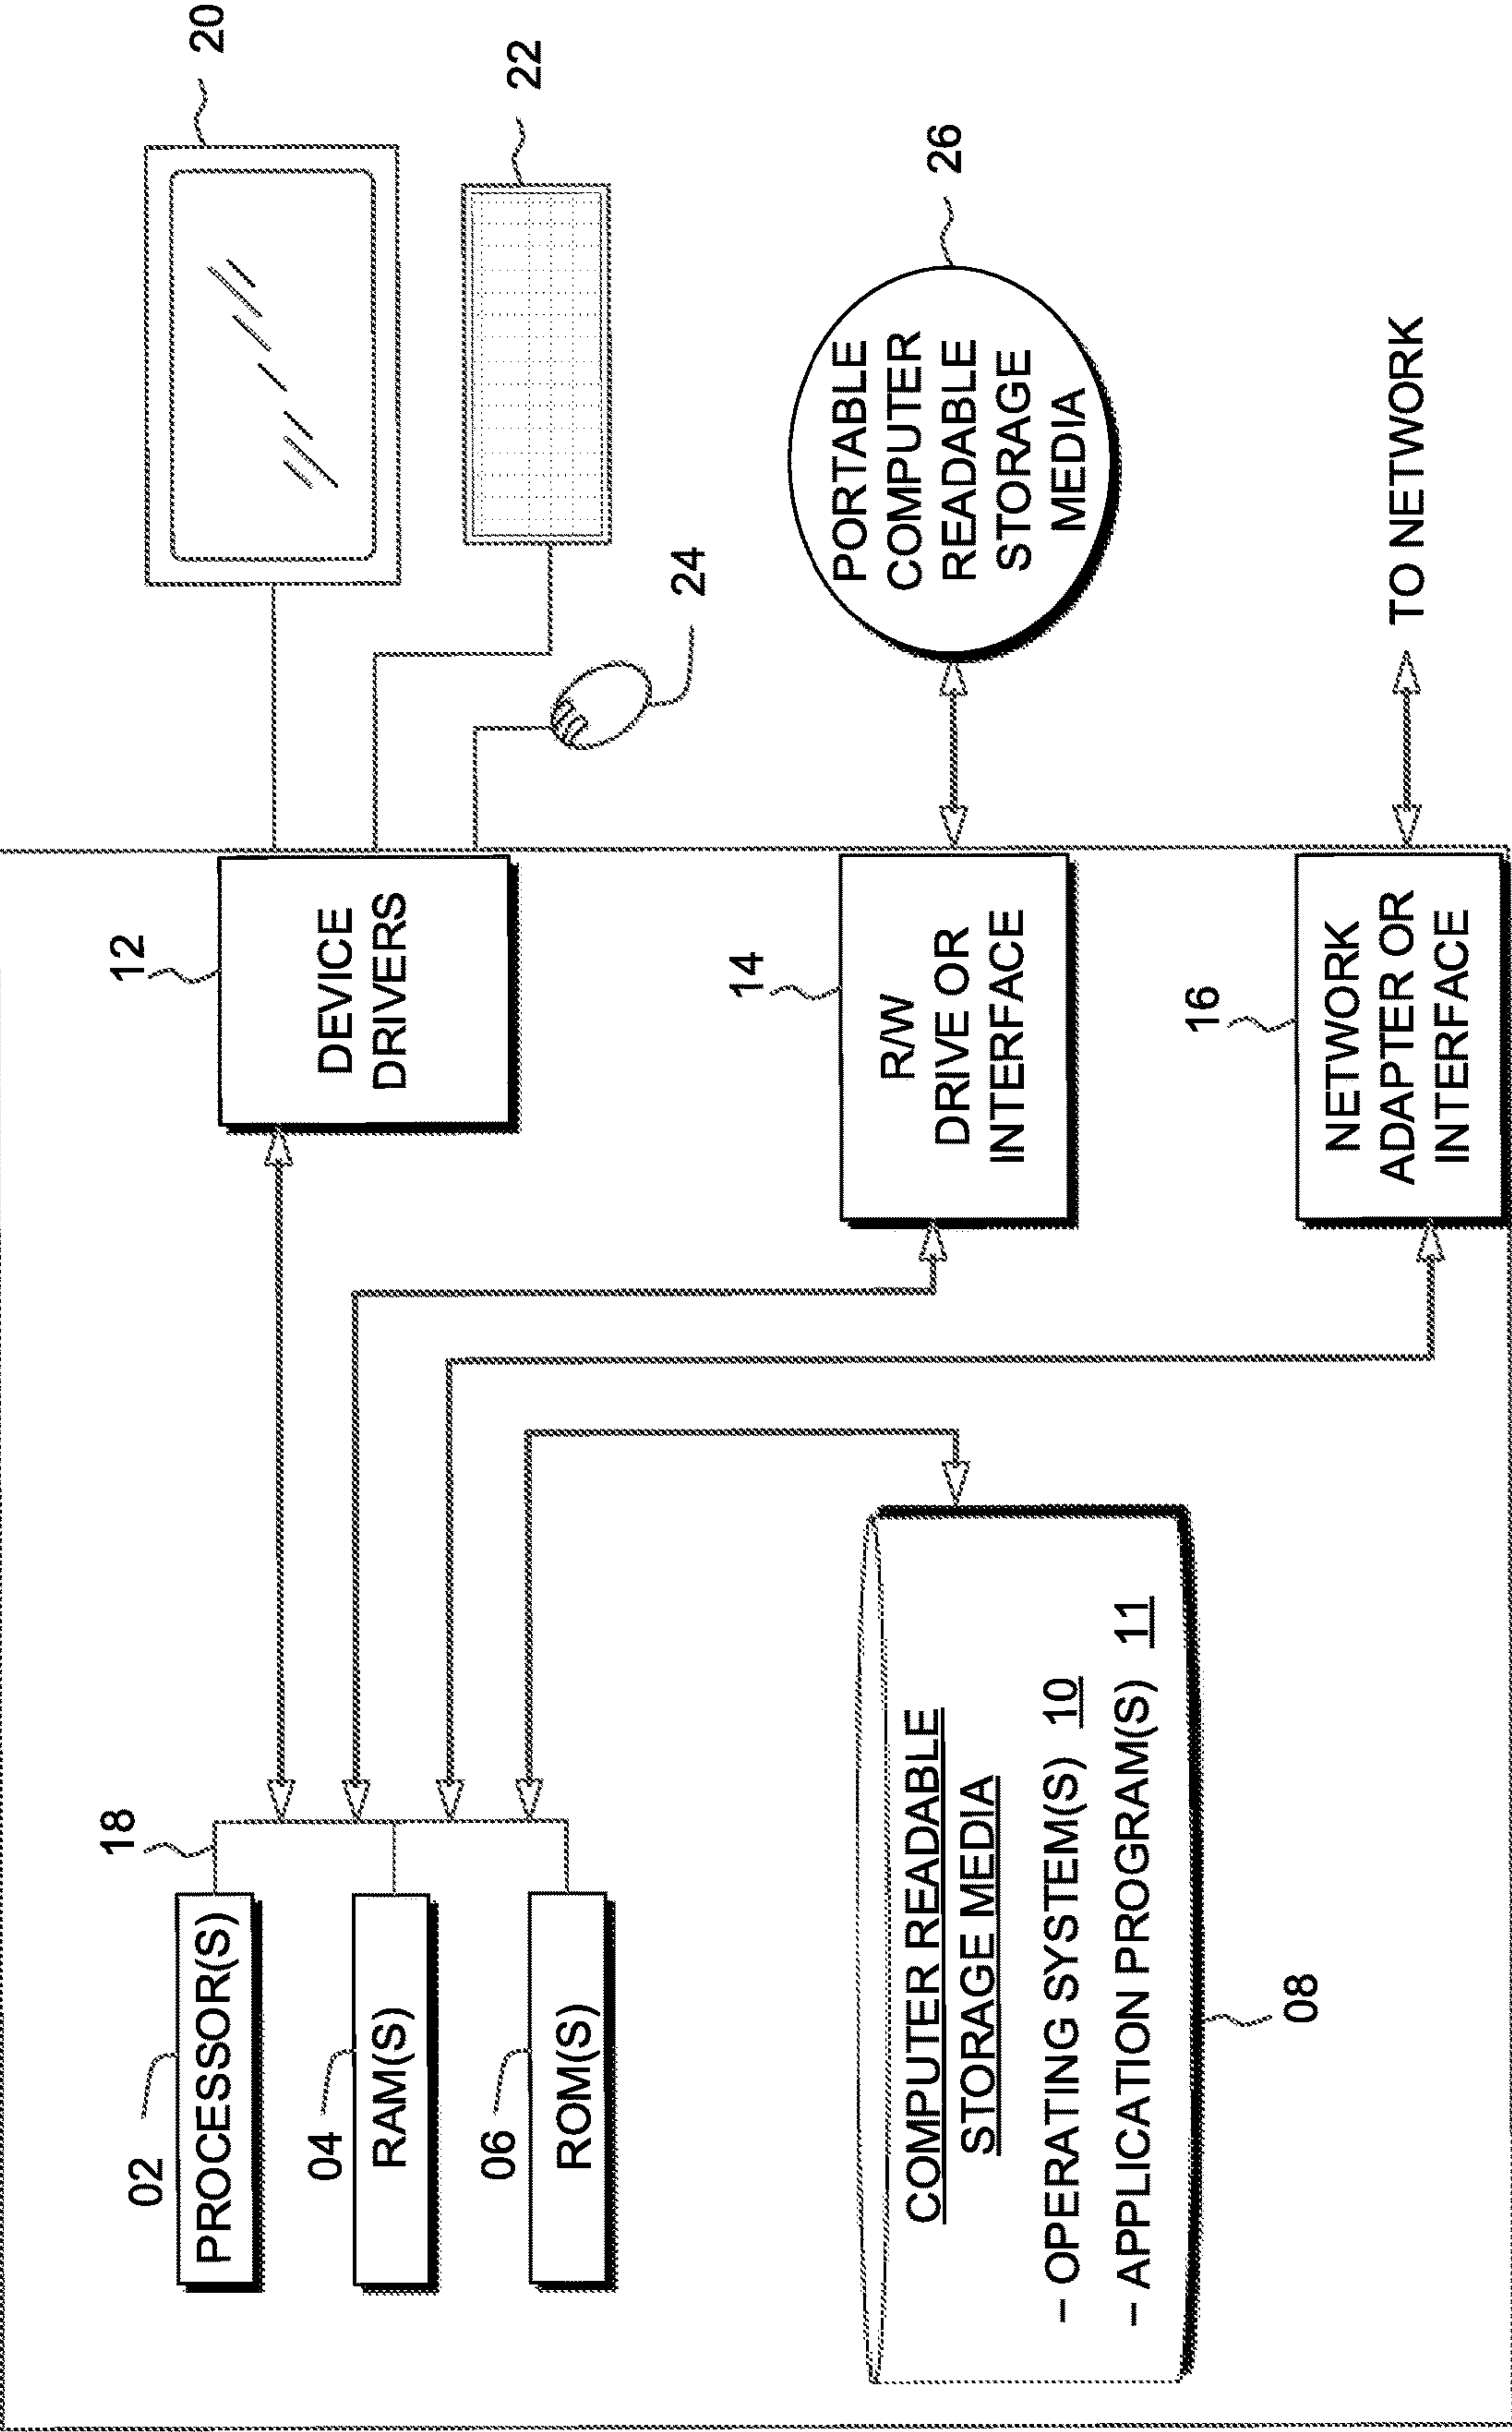 02
PROCESSOR(S)
18
04
RAM(S)
06
ROM(S)
COMPUTER READABLE
STORAGE MEDIA
- OPERATING SYSTEM(S) 10
- APPLICATION PROGRAM(S) 11
08
12
DEVICE
DRIVERS
14
R/W
DRIVE OR
INTERFACE
16
NETWORK
ADAPTER OR
INTERFACE
20
22
24
26
PORTABLE
COMPUTER
READABLE
STORAGE
MEDIA
TO NETWORK